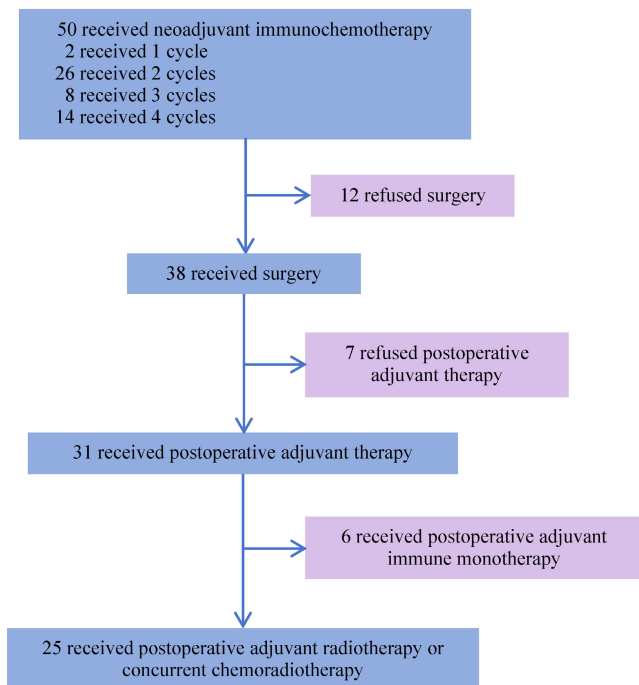 50 received neoadjuvant immunochemotherapy
2 received 1 cycle
26 received 2 cycles
8 received 3 cycles
14 received 4 cycles
12 refused surgery
38 received surgery
7 refused postoperative
adjuvant therapy
31 received postoperative adjuvant therapy
6 received postoperative adjuvant
immune monotherapy
25 received postoperative adjuvant radiotherapy or
concurrent chemoradiotherapy